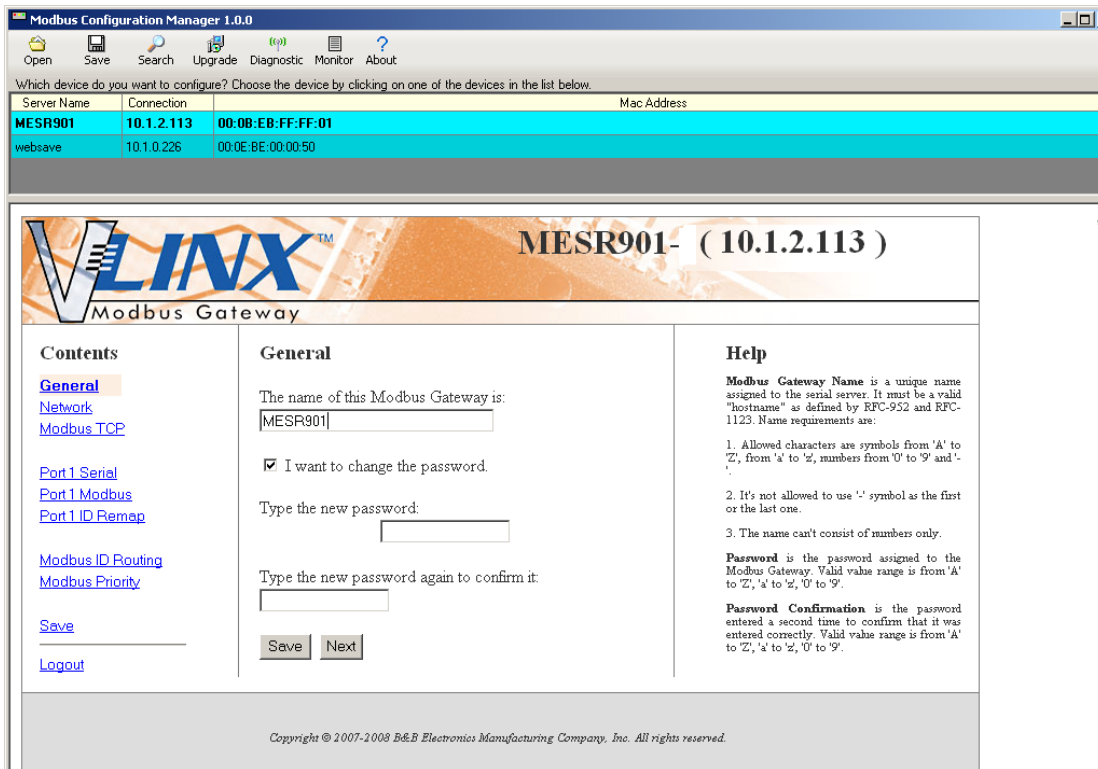 Modbus Configuration Manager 1.0.0
Open Save Search Upgrade Diagnostic Monitor About
Which device do you want to configure? Choose the device by clicking on one of the devices in the list below.
Server Name Connection Mac Address
MESR901 10.1.2.113 00:0B:EB:FF:FF:01
websave 10.1.0.226 00:0E:BE:00:00:50
VLINX™
Modbus Gateway
MESR901- ( 10.1.2.113 )
Contents
General
Network
Modbus TCP
Port 1 Serial
Port 1 Modbus
Port 1 ID Remap
Modbus ID Routing
Modbus Priority
Save
Logout
General
The name of this Modbus Gateway is:
MESR901
I want to change the password.
Type the new password:
Type the new password again to confirm it:
Save Next
Help
Modbus Gateway Name is a unique name
assigned to the serial server. It must be a valid
"hostname" as defined by RFC-952 and RFC-
1123. Name requirements are:
1. Allowed characters are symbols from 'A' to
'Z', from 'a' to 'z', numbers from '0' to '9' and '-
'.
2. It's not allowed to use '-' symbol as the first
or the last one.
3. The name can't consist of numbers only.
Password is the password assigned to the
Modbus Gateway. Valid value range is from 'A'
to 'Z', 'a' to 'z', '0' to '9'.
Password Confirmation is the password
entered a second time to confirm that it was
entered correctly. Valid value range is from 'A'
to 'Z', 'a' to 'z', '0' to '9'.
Copyright © 2007-2008 B&B Electronics Manufacturing Company, Inc. All rights reserved.